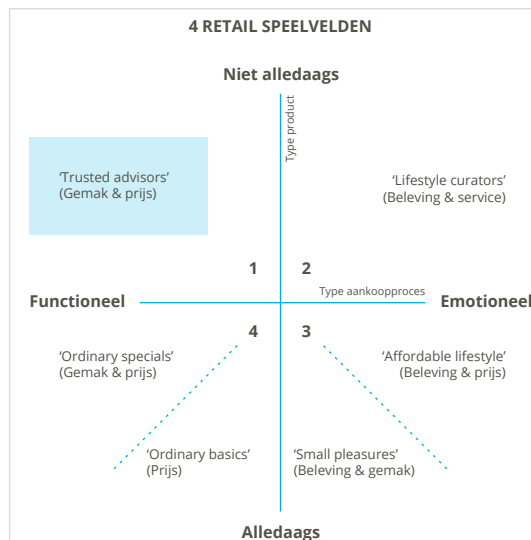 4 RETAIL SPEELVELDEN
Niet alledaags
Type product
‘Trusted advisors’
(Gemak & prijs)
‘Lifestyle curators’
(Beleving & service)
1 2
Functioneel
Type aankoopproces
Emotioneel
4 3
‘Ordinary specials’
(Gemak & prijs)
‘Affordable lifestyle’
(Beleving & prijs)
‘Ordinary basics’
(Prijs)
‘Small pleasures’
(Beleving & gemak)
Alledaags